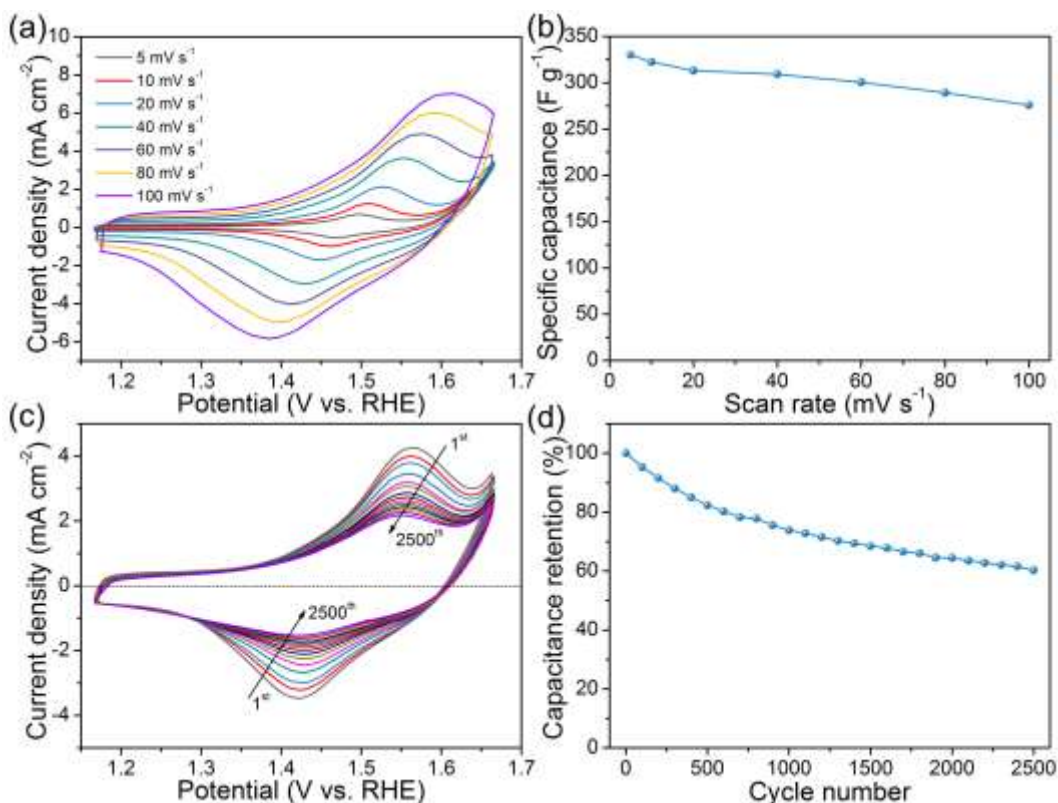 (a)
10
8
6
4
2
0
-2
-4
-6
Current density (mA cm⁻²)
5 mV s⁻¹
10 mV s⁻¹
20 mV s⁻¹
40 mV s⁻¹
60 mV s⁻¹
80 mV s⁻¹
100 mV s⁻¹
1.2 1.3 1.4 1.5 1.6 1.7
Potential (V vs. RHE)
(b)
350
300
250
200
150
100
50
0
Specific capacitance (F g⁻¹)
0 20 40 60 80 100
Scan rate (mV s⁻¹)
(c)
4
2
0
-2
-4
Current density (mA cm⁻²)
1ˢᵗ
2500ᵗʰ
2500ᵗʰ
1ˢᵗ
1.2 1.3 1.4 1.5 1.6 1.7
Potential (V vs. RHE)
(d)
100
80
60
40
20
0
Capacitance retention (%)
0 500 1000 1500 2000 2500
Cycle number